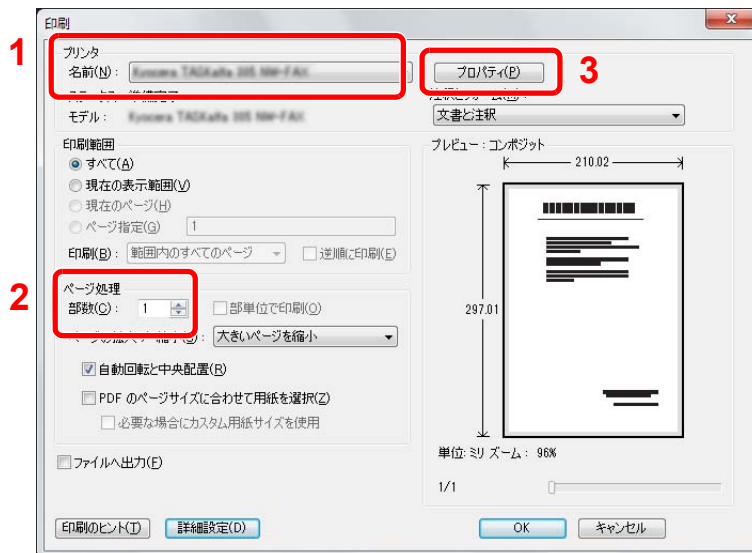 印刷
1
プリンタ
名前(N):
プロパティ(P)
3
モデル:
文書と注釈
印刷範囲
すべて(A)
現在の表示範囲(V)
現在のページ(H)
ページ指定(G) 1
印刷(B): 範囲内のすべてのページ 逆順に印刷(E)
プレビュー:コンポジット
210.02
297.01
2
ページ処理
部数(C): 1 部単位で印刷(O)
大きいページを縮小
自動回転と中央配置(R)
PDF のページサイズに合わせて用紙を選択(Z)
必要な場合にカスタム用紙サイズを使用
ファイルへ出力(F)
単位:ミリ ズーム: 96%
1/1
印刷のヒント(T) 詳細設定(D) OK キャンセル